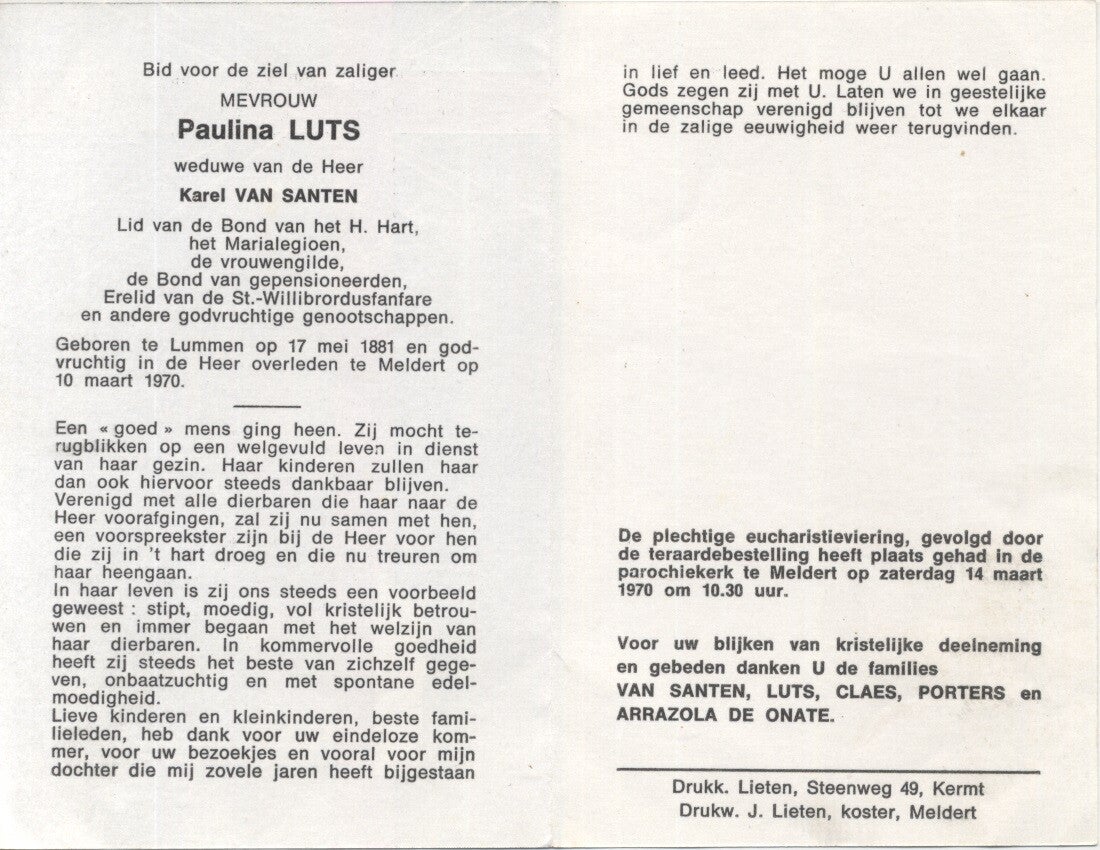 Bid voor de ziel van zaliger
MEVROUW
Paulina LUTS
weduwe van de Heer
Karel VAN SANTEN
Lid van de Bond van het H. Hart,
het Marialegioen,
de vrouwengilde,
de Bond van gepensioneerden,
Erelid van de St.-Willibrordusfanfare
en andere godvruchtige genootschappen.
Geboren te Lummen op 17 mei 1881 en god-
vruchtig in de Heer overleden te Meldert op
10 maart 1970.
Een « goed » mens ging heen. Zij mocht te-
rugblikken op een welgevuld leven in dienst
van haar gezin. Haar kinderen zullen haar
dan ook hiervoor steeds dankbaar blijven.
Verenigd met alle dierbaren die haar naar de
Heer voorafgingen, zal zij nu samen met hen,
een voorspreekster zijn bij de Heer voor hen
die zij in 't hart droeg en die nu treuren om
haar heengaan.
In haar leven is zij ons steeds een voorbeeld
geweest : stipt, moedig, vol kristelijk betrou-
wen en immer begaan met het welzijn van
haar dierbaren. In kommervolle goedheid
heeft zij steeds het beste van zichzelf gege-
ven, onbaatzuchtig en met spontane edel-
moedigheid.
Lieve kinderen en kleinkinderen, beste fami-
lieleden, heb dank voor uw eindeloze kom-
mer, voor uw bezoekjes en vooral voor mijn
dochter die mij zovele jaren heeft bijgestaan
in lief en leed. Het moge U allen wel gaan.
Gods zegen zij met U. Laten we in geestelijke
gemeenschap verenigd blijven tot we elkaar
in de zalige eeuwigheid weer terugvinden.
De plechtige eucharistieviering, gevolgd door
de teraardebestelling heeft plaats gehad in de
parochiekerk te Meldert op zaterdag 14 maart
1970 om 10.30 uur.
Voor uw blijken van kristelijke deelneming
en gebeden danken U de families
VAN SANTEN, LUTS, CLAES, PORTERS en
ARRAZOLA DE ONATE.
Drukk. Lieten, Steenweg 49, Kermt
Drukw. J. Lieten, koster, Meldert